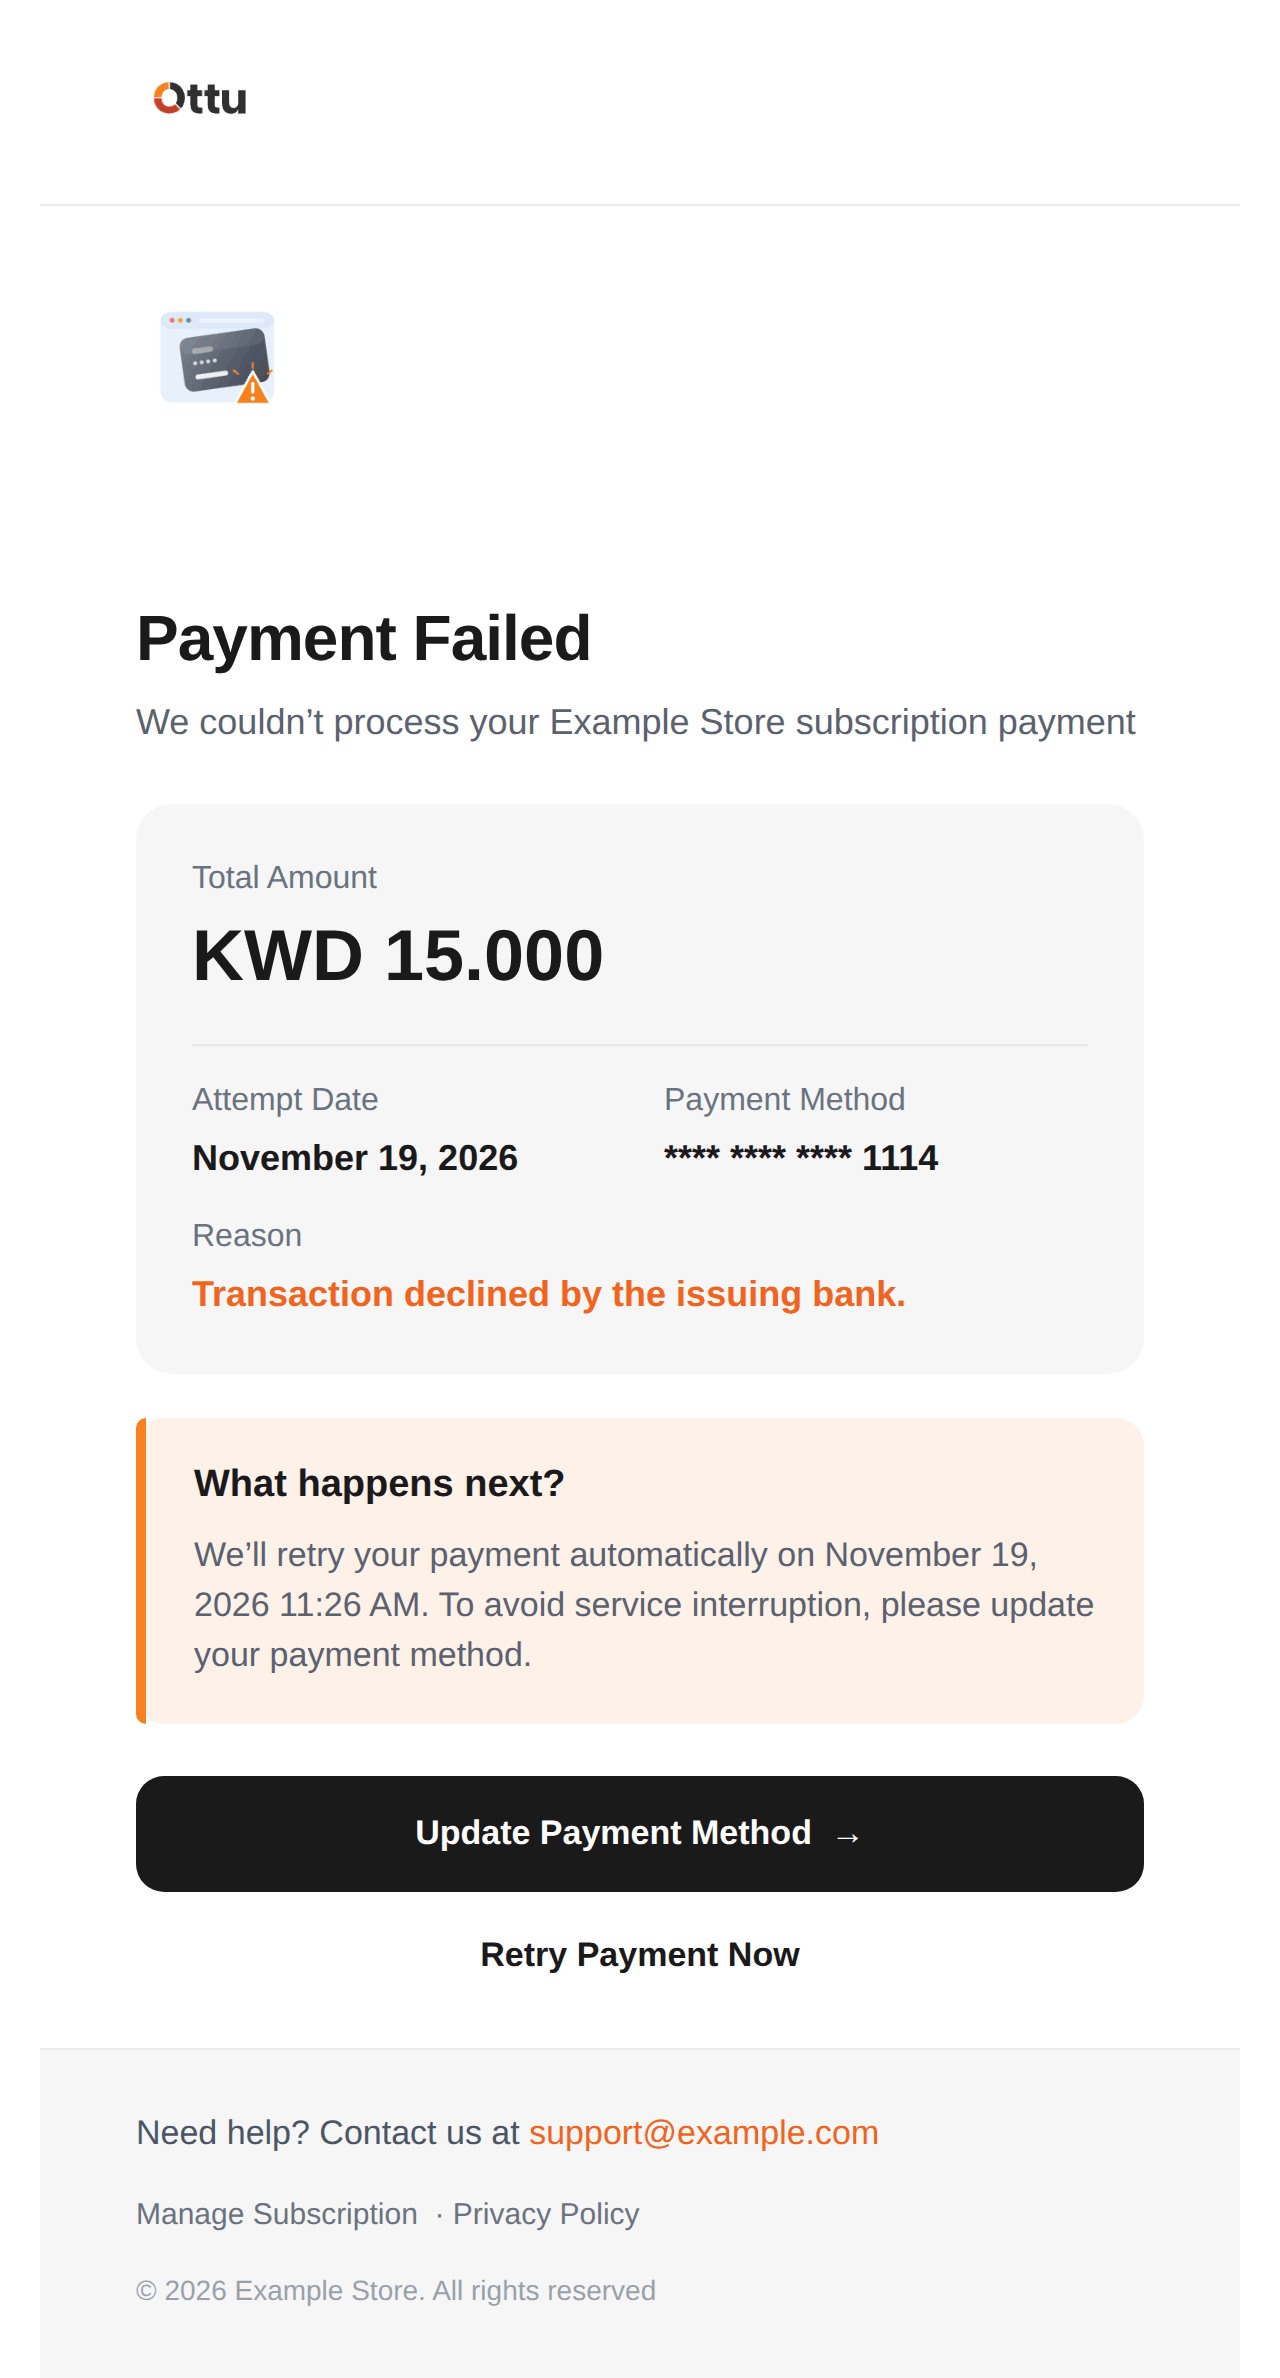 Ottu
Payment Failed
We couldn’t process your Example Store subscription payment
Total Amount
KWD 15.000
Attempt Date
November 19, 2026
Payment Method
**** **** **** 1114
Reason
Transaction declined by the issuing bank.
What happens next?
We’ll retry your payment automatically on November 19,
2026 11:26 AM. To avoid service interruption, please update
your payment method.
Update Payment Method →
Retry Payment Now
Need help? Contact us at support@example.com
Manage Subscription · Privacy Policy
© 2026 Example Store. All rights reserved